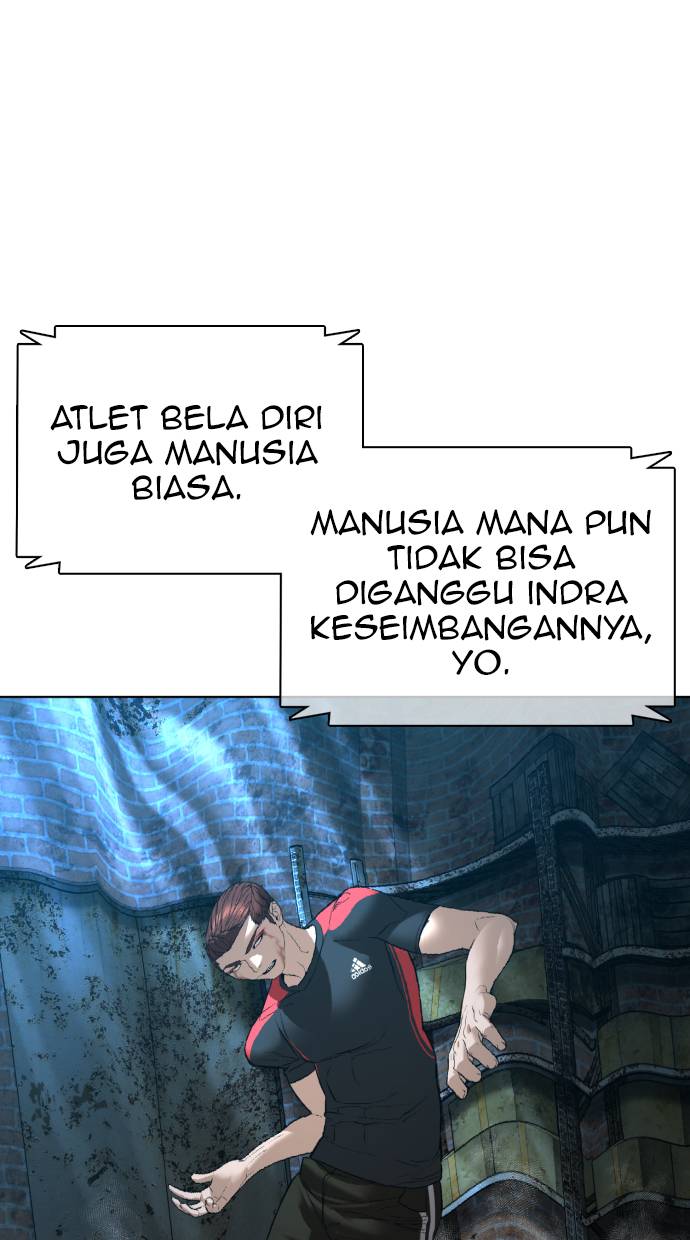 ATLET BELA DIRI
JUGA MANUSIA
BIASA.
MANUSIA MANA PUN
TIDAK BISA
DIGANGGU INDRA
KESEIMBANGANNYA,
YO.
adidas